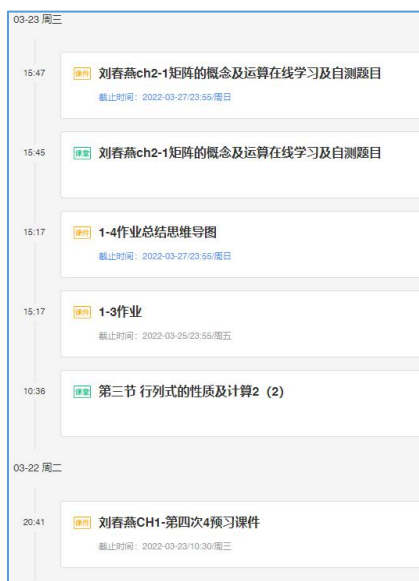 03-23 周三
15:47 课件 刘春燕ch2-1矩阵的概念及运算在线学习及自测题目
截止时间：2022-03-27/23:55/周日
15:45 课堂 刘春燕ch2-1矩阵的概念及运算在线学习及自测题目
15:17 课件 1-4作业总结思维导图
截止时间：2022-03-27/23:55/周日
15:17 课件 1-3作业
截止时间：2022-03-25/23:55/周五
10:36 课堂 第三节 行列式的性质及计算2（2）
03-22 周二
20:41 课件 刘春燕CH1-第四次4预习课件
截止时间：2022-03-23/10:30/周三